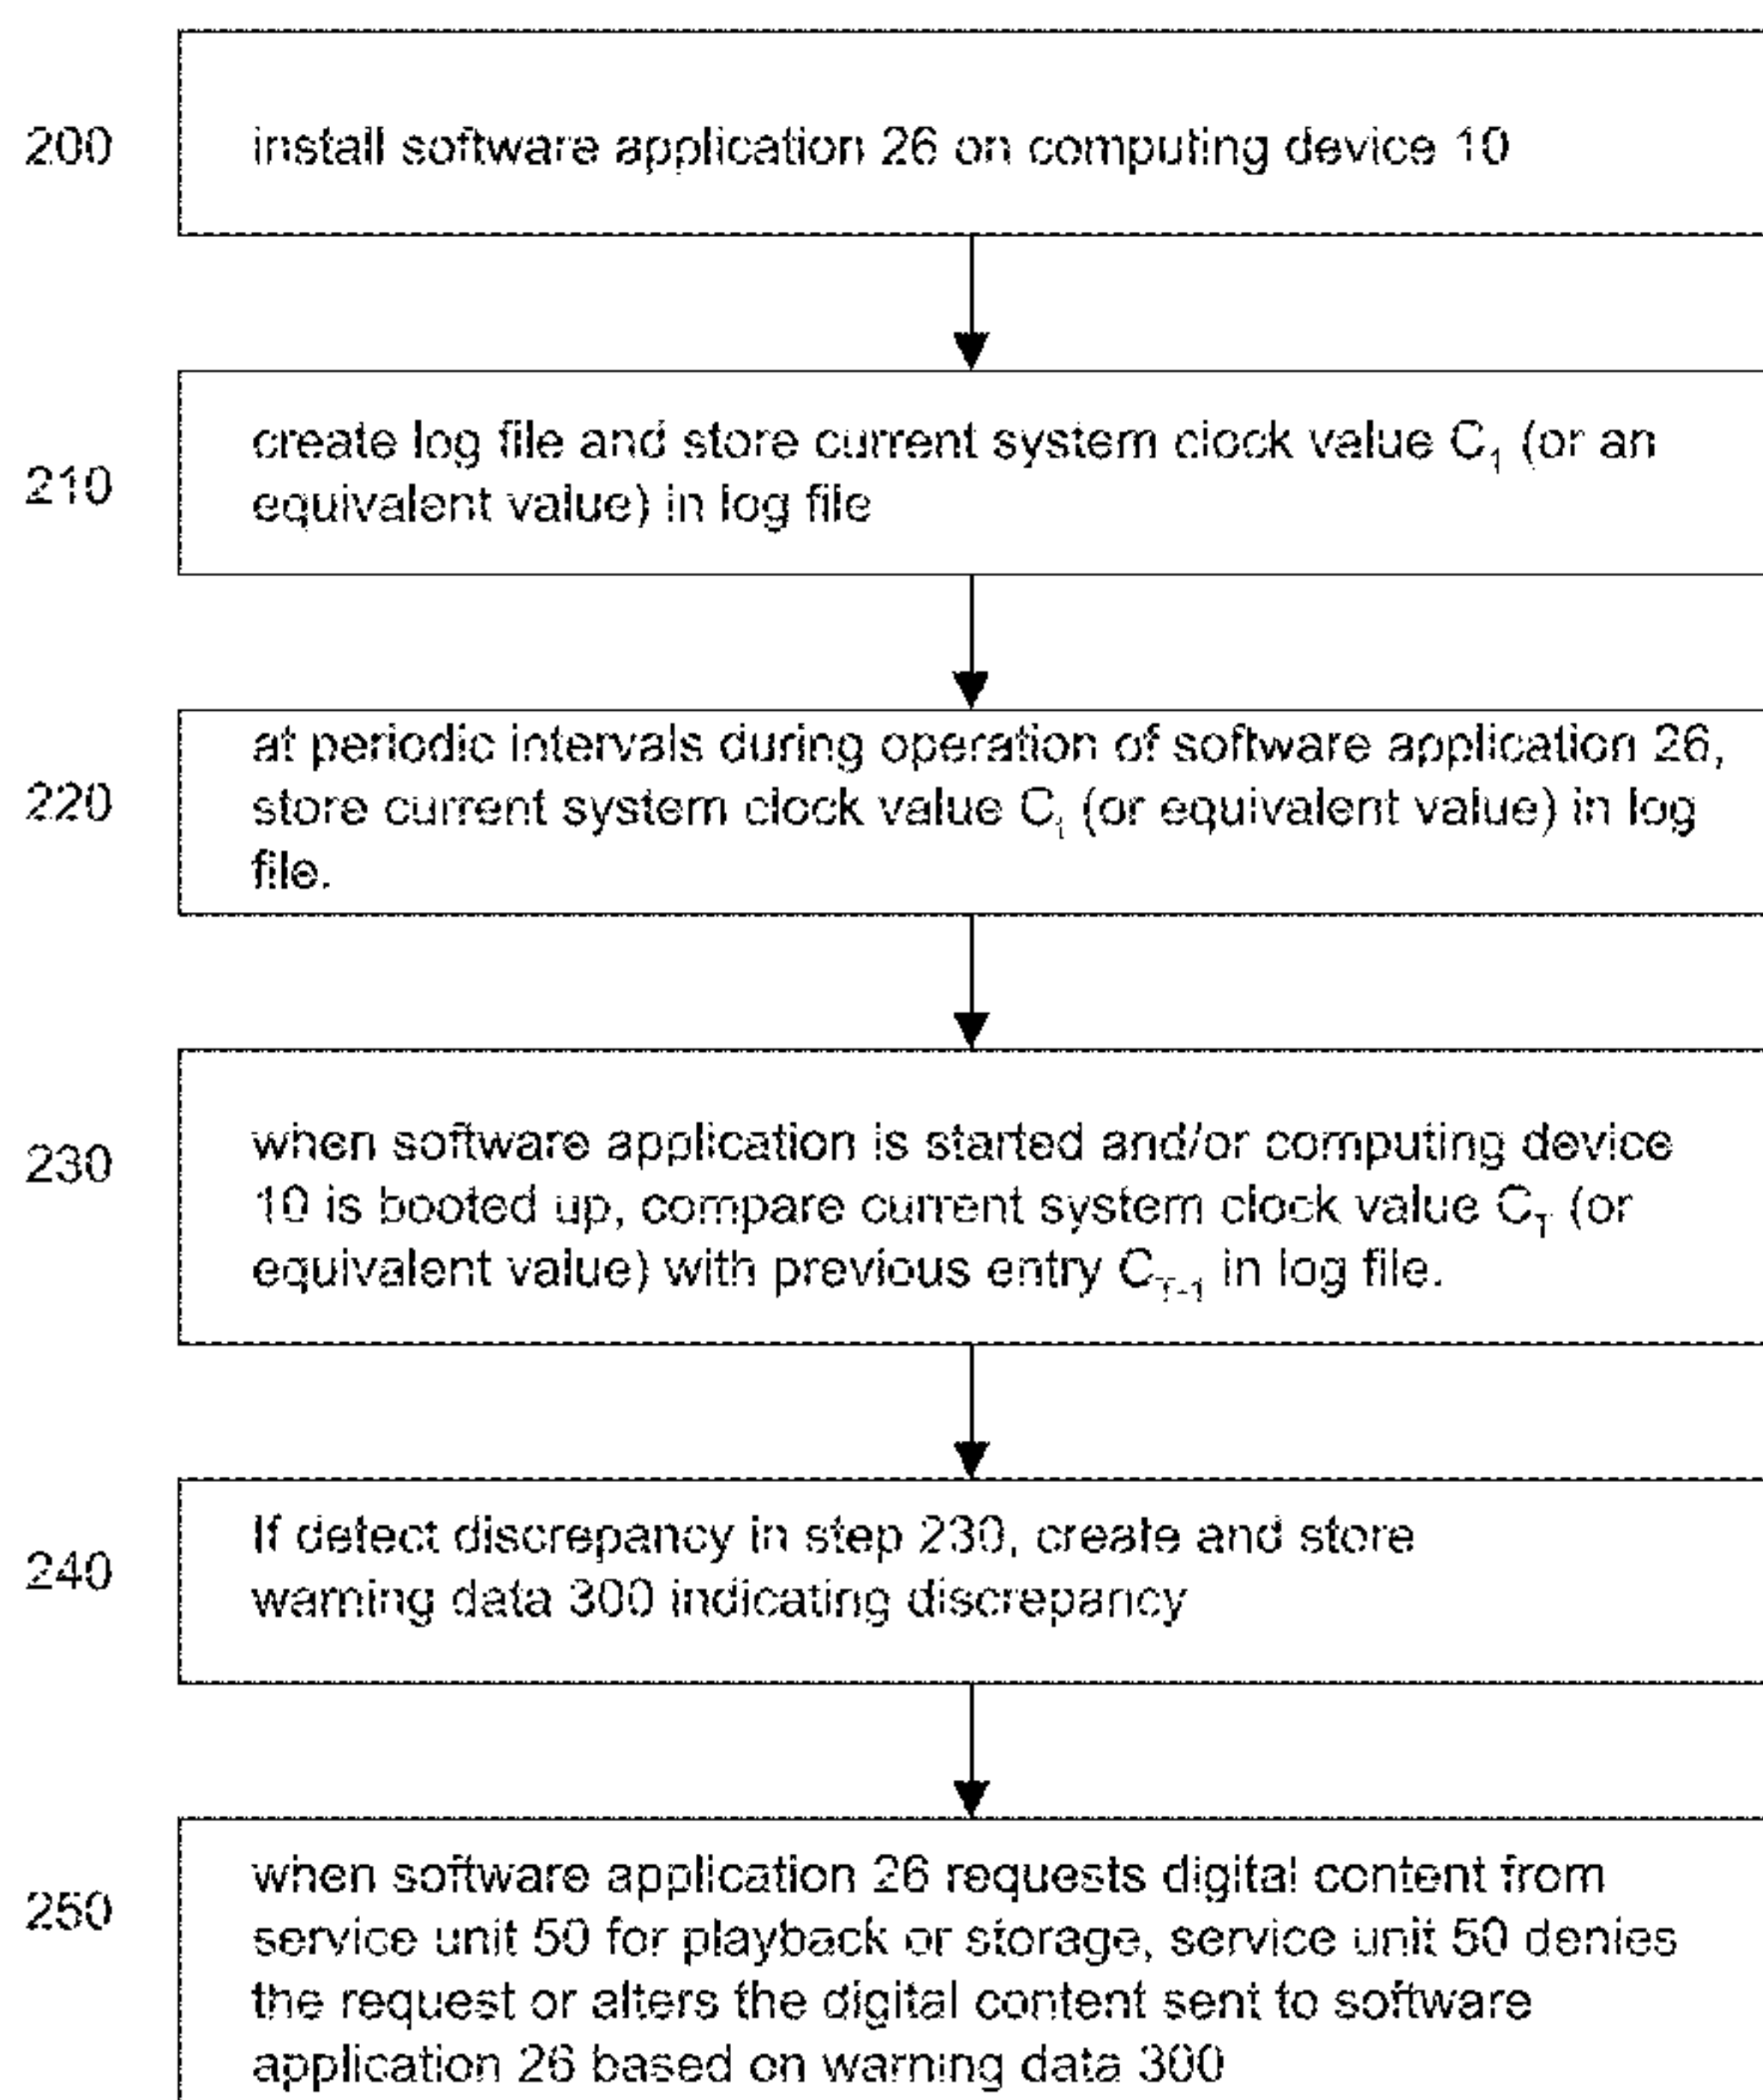 200
install software application 26 on computing device 10
210
create log file and store current system clock value C₁ (or an
equivalent value) in log file
220
at periodic intervals during operation of software application 26,
store current system clock value Cₜ (or equivalent value) in log
file.
230
when software application is started and/or computing device
10 is booted up, compare current system clock value C_T (or
equivalent value) with previous entry C_T-1 in log file.
240
If detect discrepancy in step 230, create and store
warning data 300 indicating discrepancy
250
when software application 26 requests digital content from
service unit 50 for playback or storage, service unit 50 denies
the request or alters the digital content sent to software
application 26 based on warning data 300